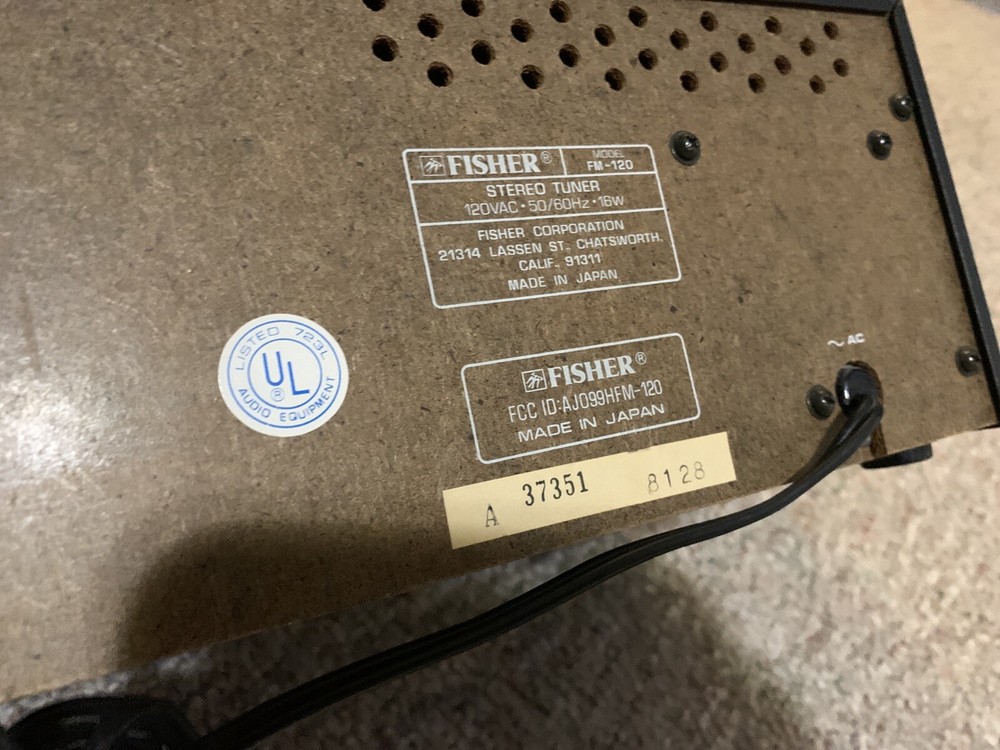 FISHER®
MODEL
FM-120
STEREO TUNER
120VAC • 50/60Hz • 16W
FISHER CORPORATION
21314 LASSEN ST., CHATSWORTH,
CALIF., 91311
MADE IN JAPAN
LISTED 723L
UL®
AUDIO EQUIPMENT
FISHER®
FCC ID:AJO99HFM-120
MADE IN JAPAN
~ AC
A 37351 8128